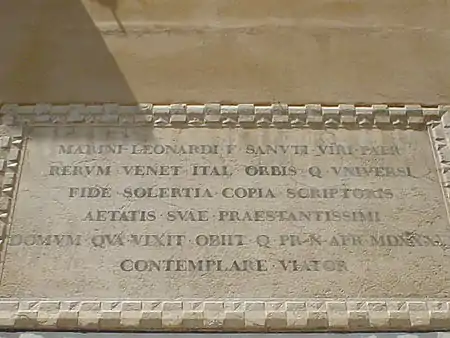 MARINI · LEONARDI F · SANVTI · VIRI · PATR
RERVM · VENET · ITAL · ORBIS · Q · VNIVERSI
FIDE · SOLERTIA · COPIA · SCRIPTORIS
AETATIS · SVAE · PRAESTANTISSIMI
DOMVM · QVA · VIXIT · OBIIT · Q · PR · N · APR ·
CONTEMPLARE · VIATOR